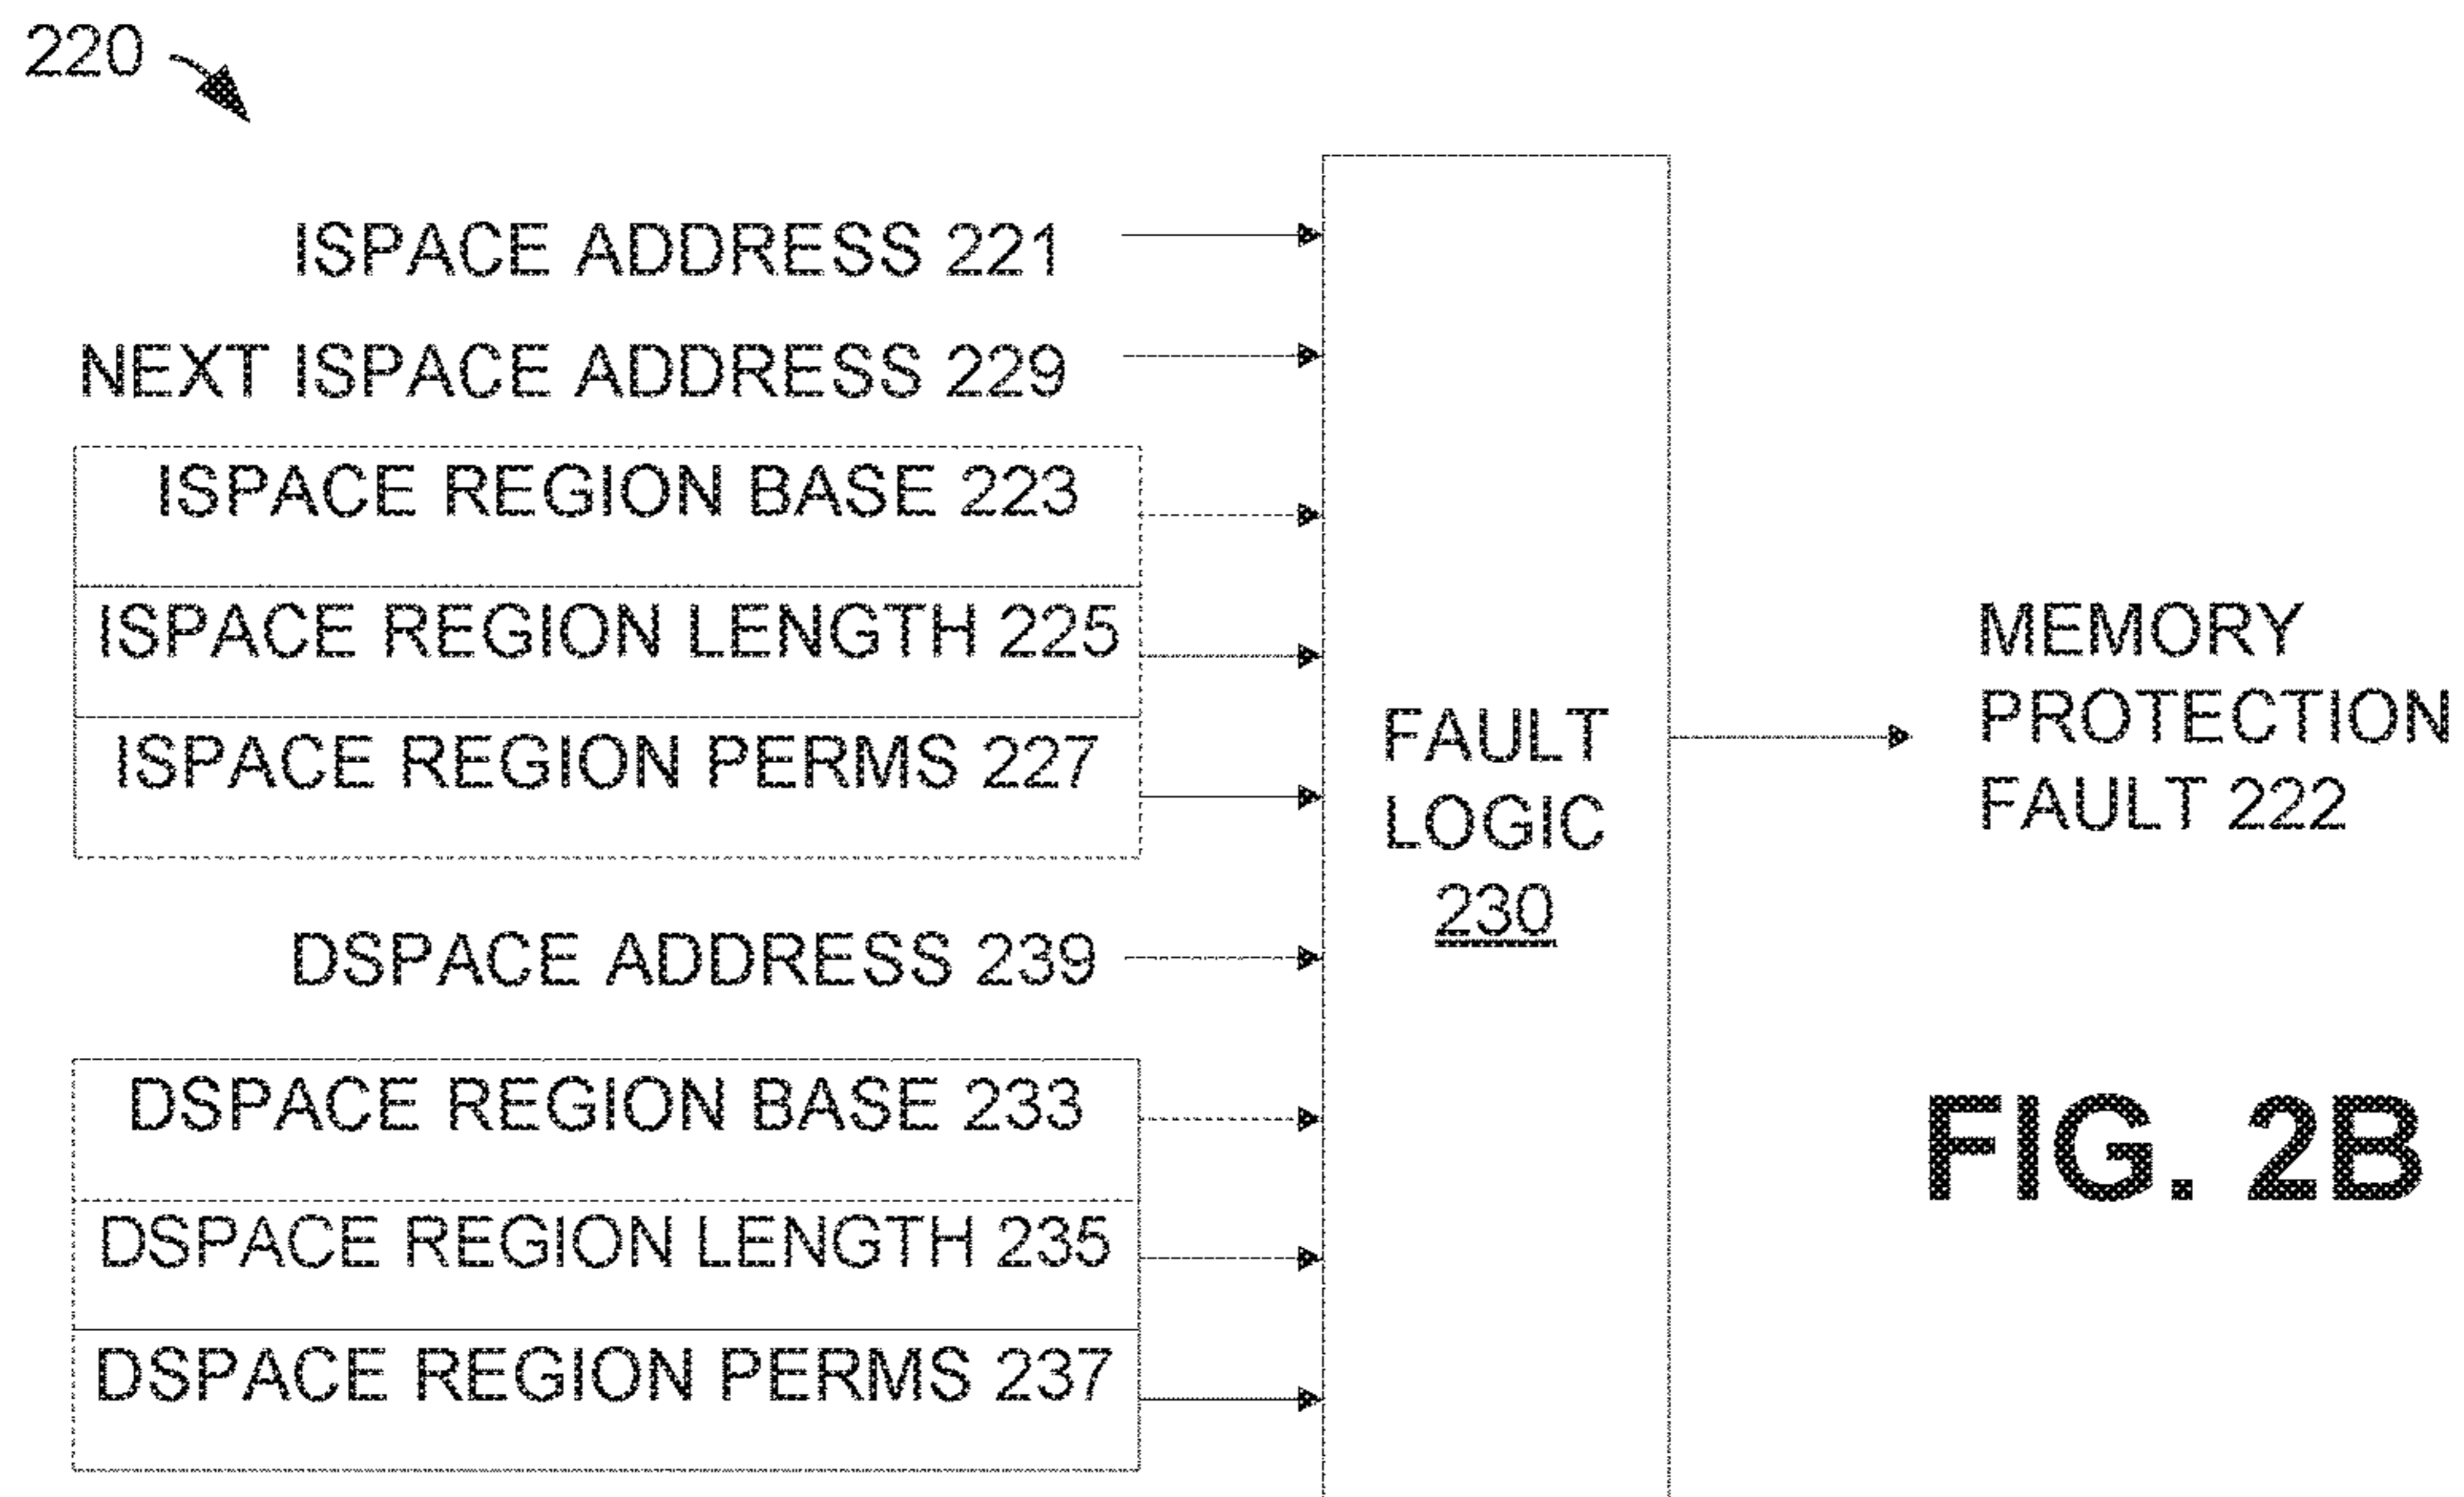 220
ISPACE ADDRESS 221
NEXT ISPACE ADDRESS 229
ISPACE REGION BASE 223
ISPACE REGION LENGTH 225
ISPACE REGION PERMS 227
DSPACE ADDRESS 239
DSPACE REGION BASE 233
DSPACE REGION LENGTH 235
DSPACE REGION PERMS 237
FAULT
LOGIC
230
MEMORY
PROTECTION
FAULT 222
FIG. 2B